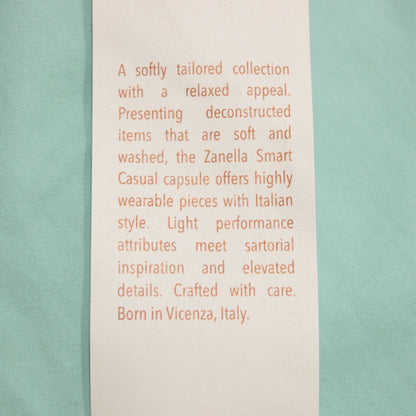 A softly tailored collection
with a relaxed appeal.
Presenting deconstructed
items that are soft and
washed, the Zanella Smart
Casual capsule offers highly
wearable pieces with Italian
style. Light performance
attributes meet sartorial
inspiration and elevated
details. Crafted with care.
Born in Vicenza, Italy.